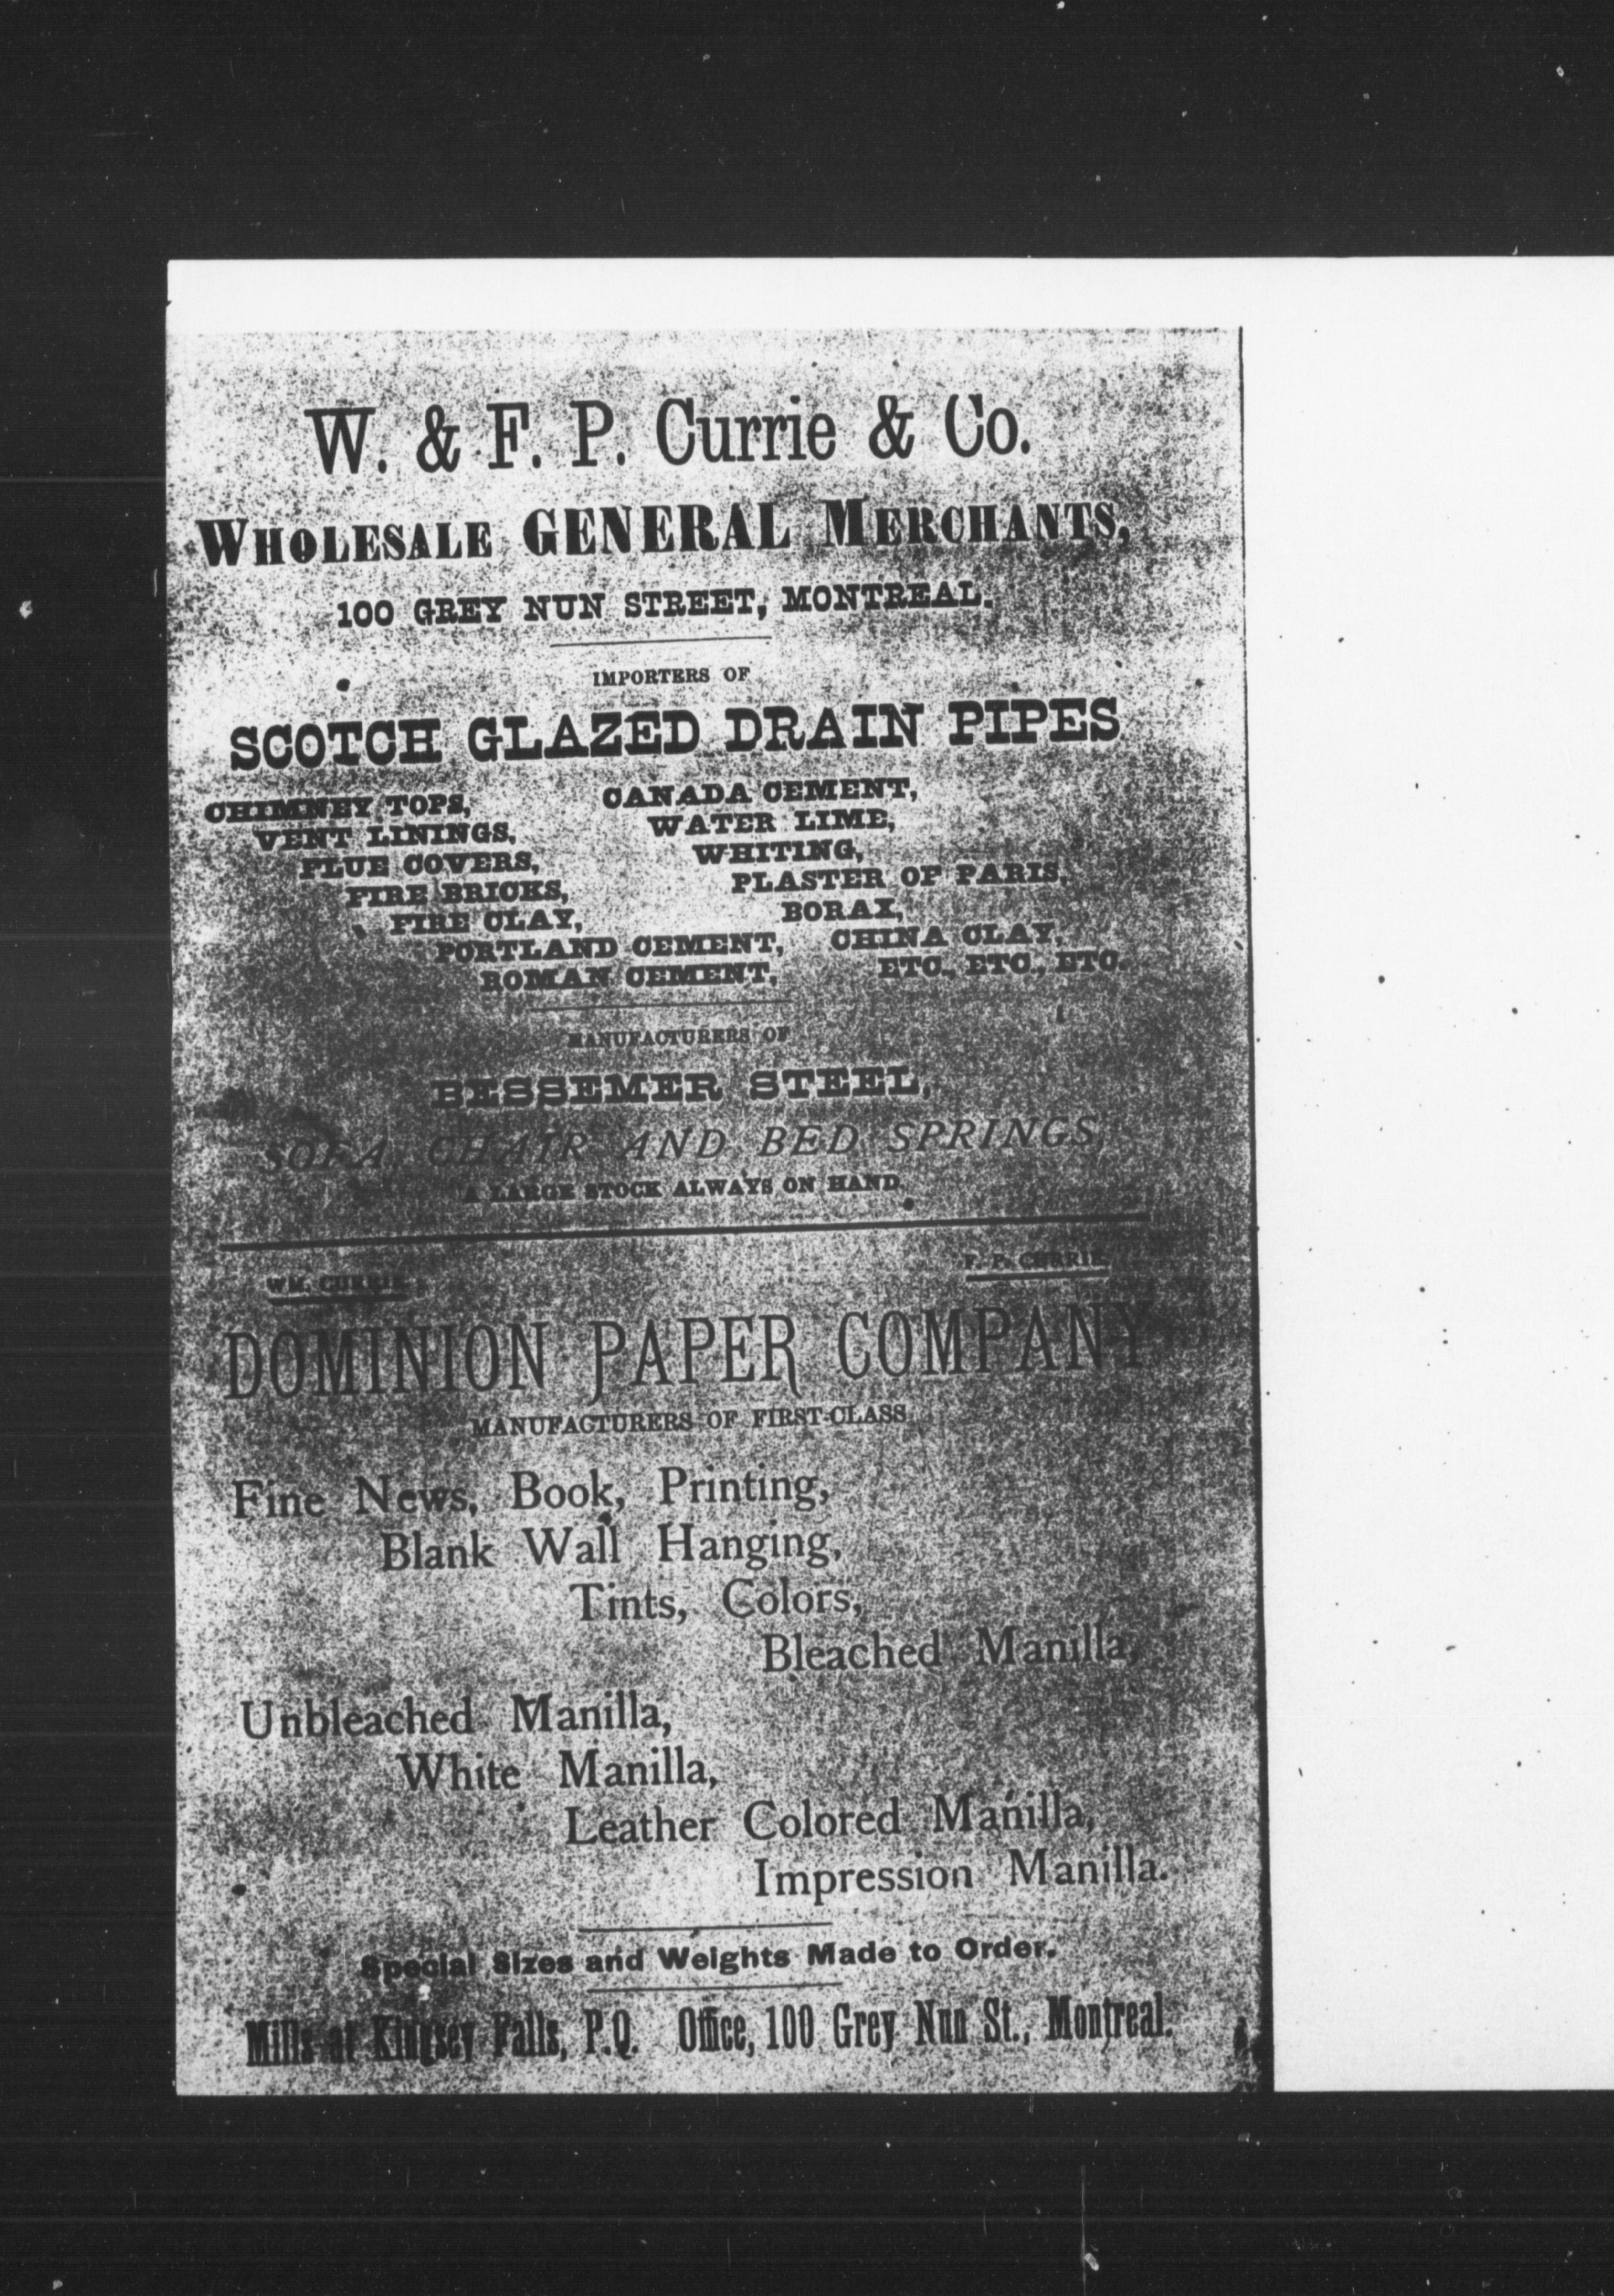 W. & F. P. Currie & Co.
WHOLESALE GENERAL MERCHANTS,
100 GREY NUN STREET, MONTREAL.
IMPORTERS OF
SCOTCH GLAZED DRAIN PIPES
CHIMNEY TOPS,
VENT LININGS,
FLUE COVERS,
FIRE BRICKS,
FIRE CLAY,
PORTLAND CEMENT,
ROMAN CEMENT,
CANADA CEMENT,
WATER LIME,
WHITING,
PLASTER OF PARIS,
BORAX,
CHINA CLAY,
ETC., ETC., ETC.
MANUFACTURERS OF
BESSEMER STEEL,
SOFA, CHAIR AND BED SPRINGS,
A LARGE STOCK ALWAYS ON HAND.
WM. CURRIE. F. P. CURRIE.
DOMINION PAPER COMPANY
MANUFACTURERS OF FIRST-CLASS
Fine News, Book, Printing,
Blank Wall Hanging,
Tints, Colors,
Bleached Manilla,
Unbleached Manilla,
White Manilla,
Leather Colored Manilla,
Impression Manilla.
Special Sizes and Weights Made to Order.
Mills at Kingsey Falls, P.Q. Office, 100 Grey Nun St., Montreal.